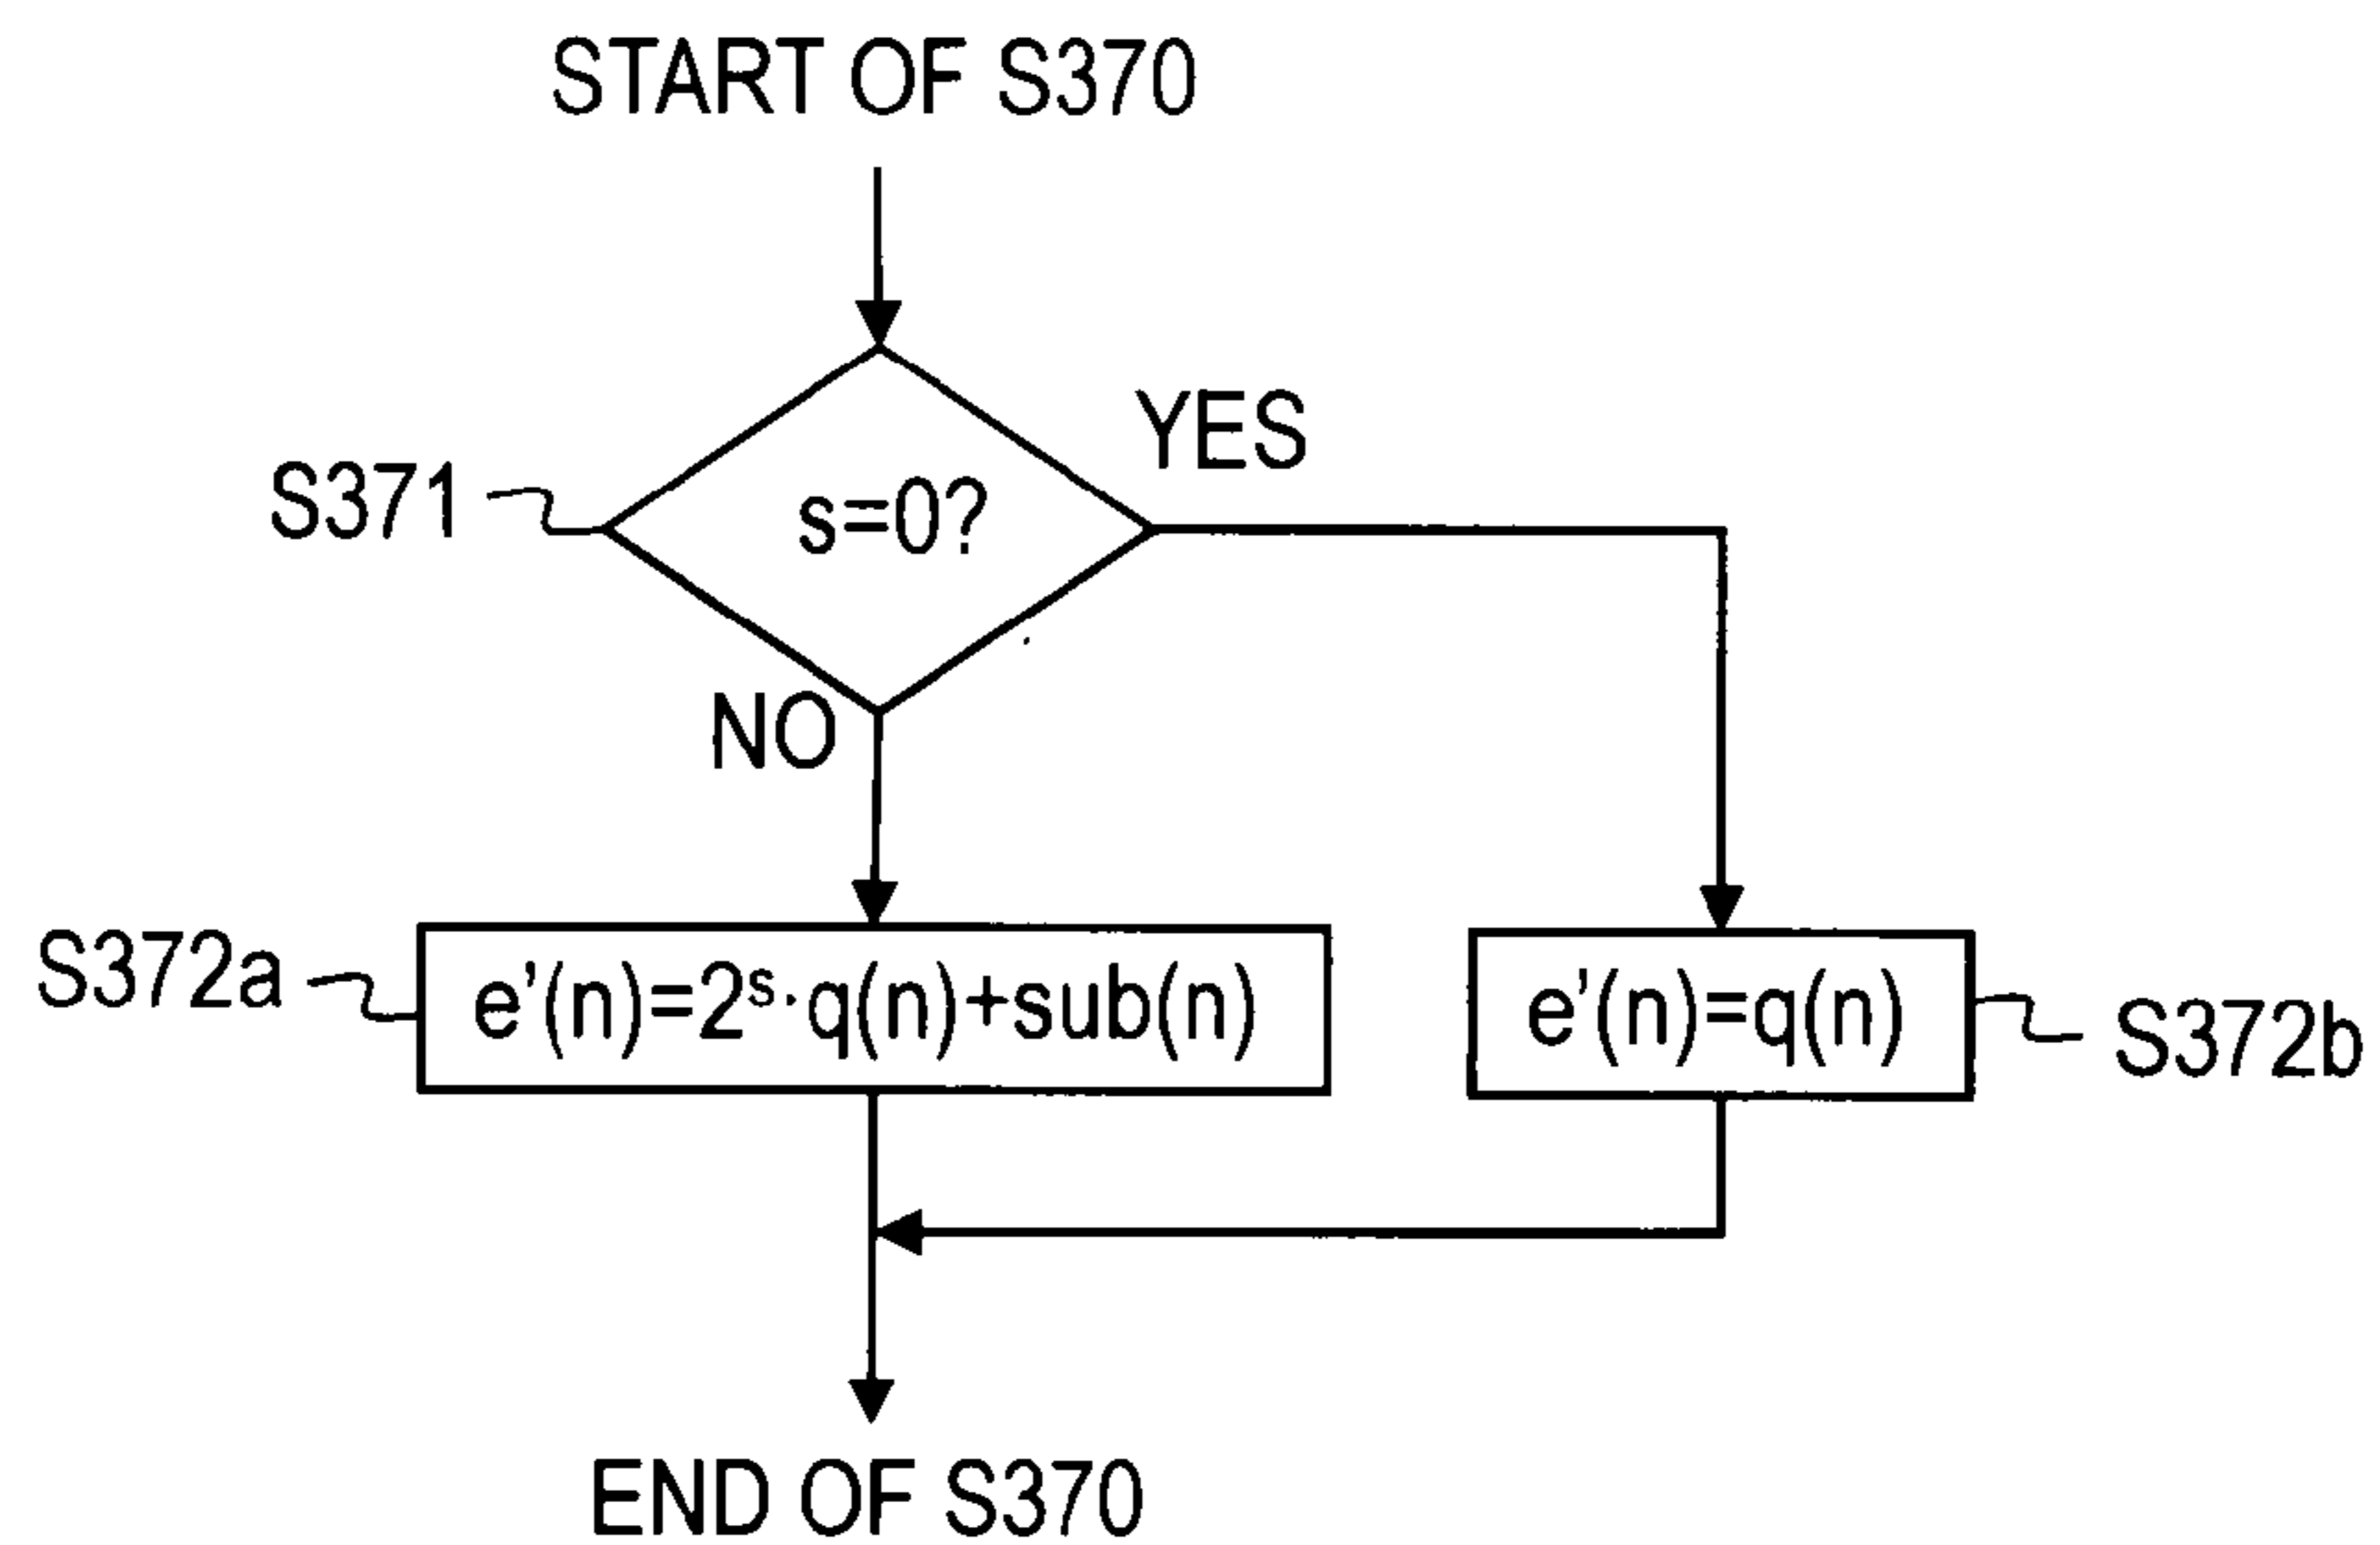 START OF S370
YES
S371
s=0?
NO
S372a
e'(n)=2ˢ·q(n)+sub(n)
e'(n)=q(n)
S372b
END OF S370